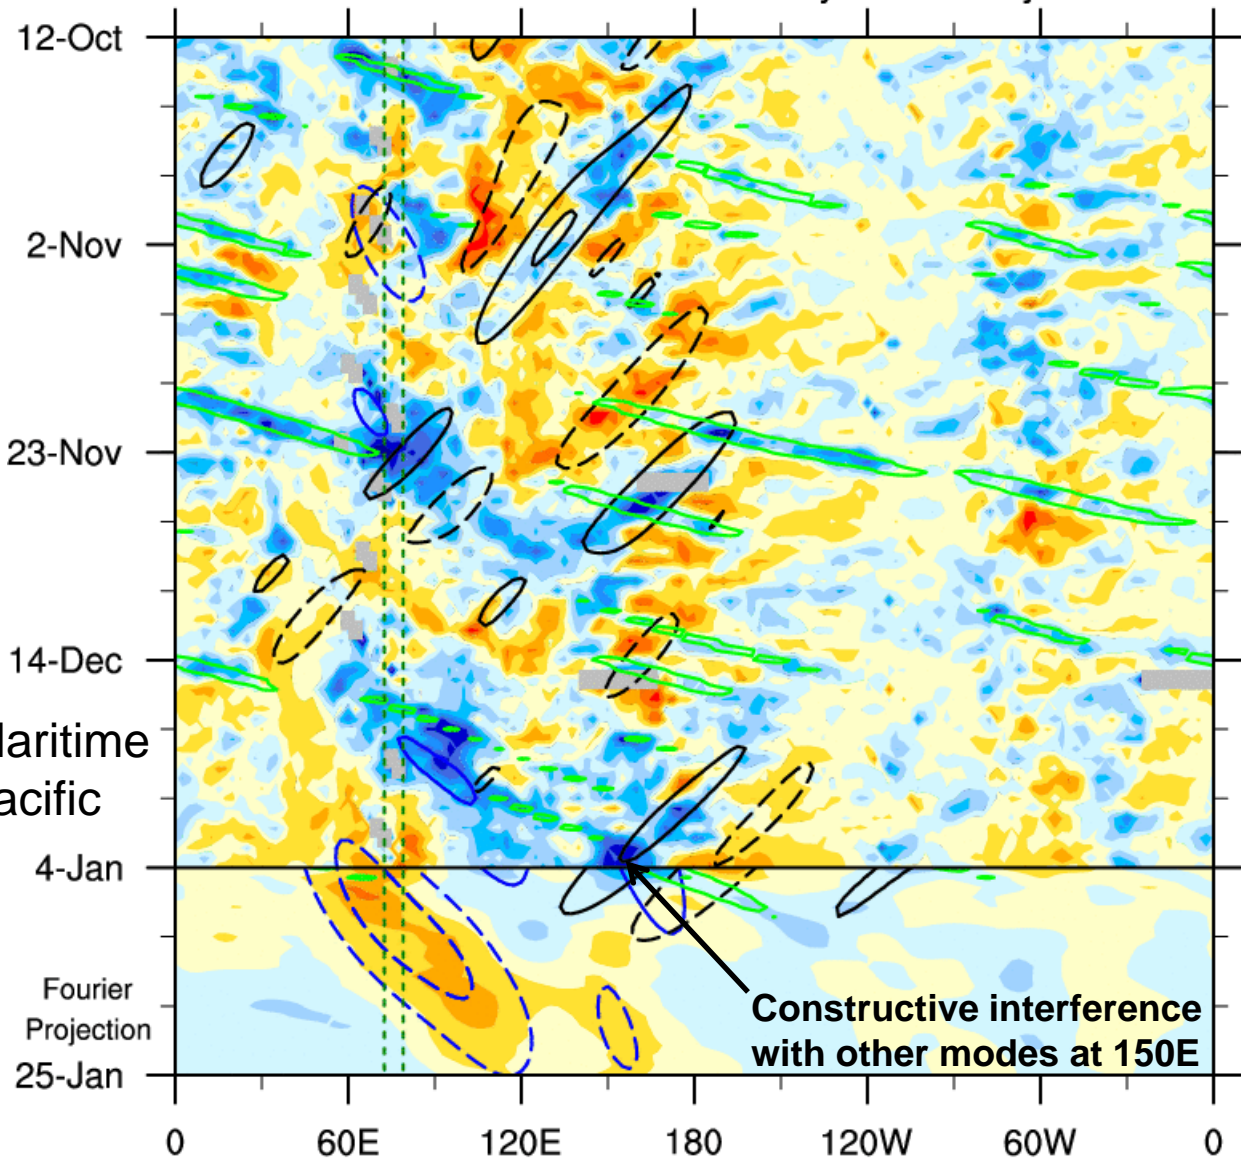 12-Oct
2-Nov
23-Nov
14-Dec
acific
4-Jan
Fourier
Projection
25-Jan
Constructive interference
with other modes at 150E
0
60E
120E
180
120W
60W
0